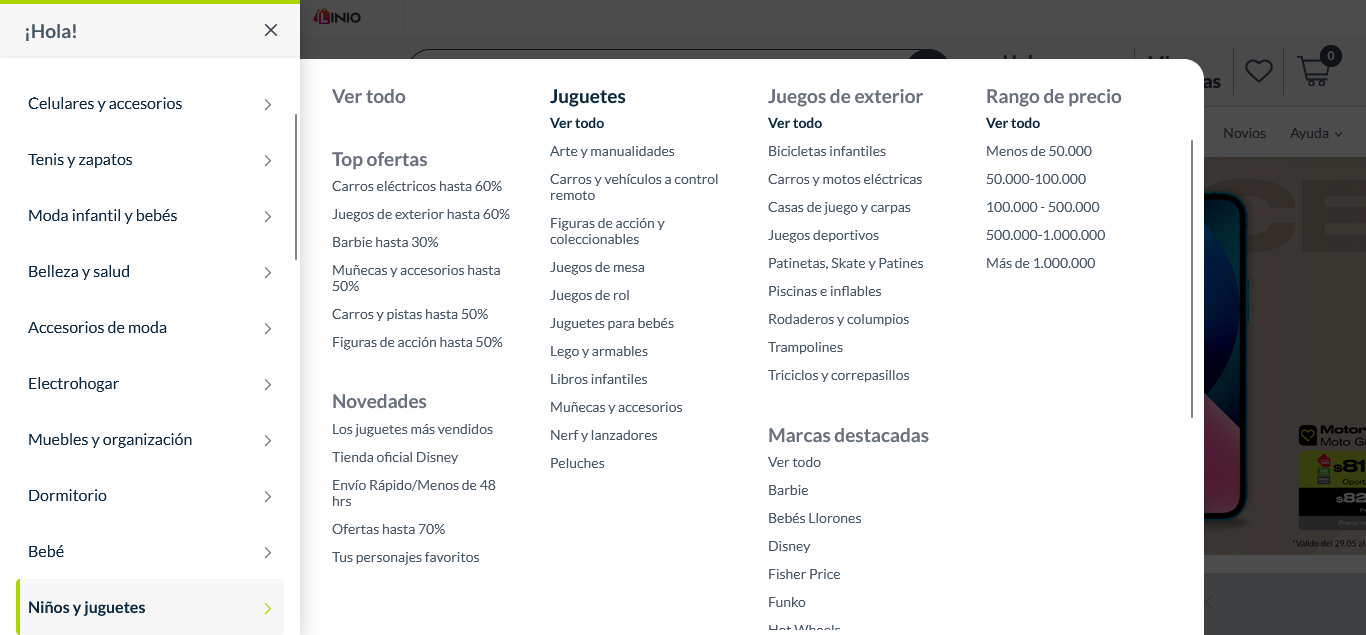 ¡Hola!
Celulares y accesorios
Tenis y zapatos
Moda infantil y bebés
Belleza y salud
Accesorios de moda
Electrohogar
Muebles y organización
Dormitorio
Bebé
Niños y juguetes
LINIO
0
Novios
Ayuda
Ver todo
Top ofertas
Carros eléctricos hasta 60%
Juegos de exterior hasta 60%
Barbie hasta 30%
Muñecas y accesorios hasta
50%
Carros y pistas hasta 50%
Figuras de acción hasta 50%
Novedades
Los juguetes más vendidos
Tienda oficial Disney
Envío Rápido/Menos de 48
hrs
Ofertas hasta 70%
Tus personajes favoritos
Juguetes
Ver todo
Arte y manualidades
Carros y vehículos a control
remoto
Figuras de acción y
coleccionables
Juegos de mesa
Juegos de rol
Juguetes para bebés
Lego y armables
Libros infantiles
Muñecas y accesorios
Nerf y lanzadores
Peluches
Juegos de exterior
Ver todo
Bicicletas infantiles
Carros y motos eléctricas
Casas de juego y carpas
Juegos deportivos
Patinetas, Skate y Patines
Piscinas e inflables
Rodaderos y columpios
Trampolines
Triciclos y correpasillos
Marcas destacadas
Ver todo
Barbie
Bebés Llorones
Disney
Fisher Price
Funko
Hot Wheels
Rango de precio
Ver todo
Menos de 50.000
50.000-100.000
100.000 - 500.000
500.000-1.000.000
Más de 1.000.000
Motor
Moto G
$81
Oport
$82
*Válido del 29.05 al